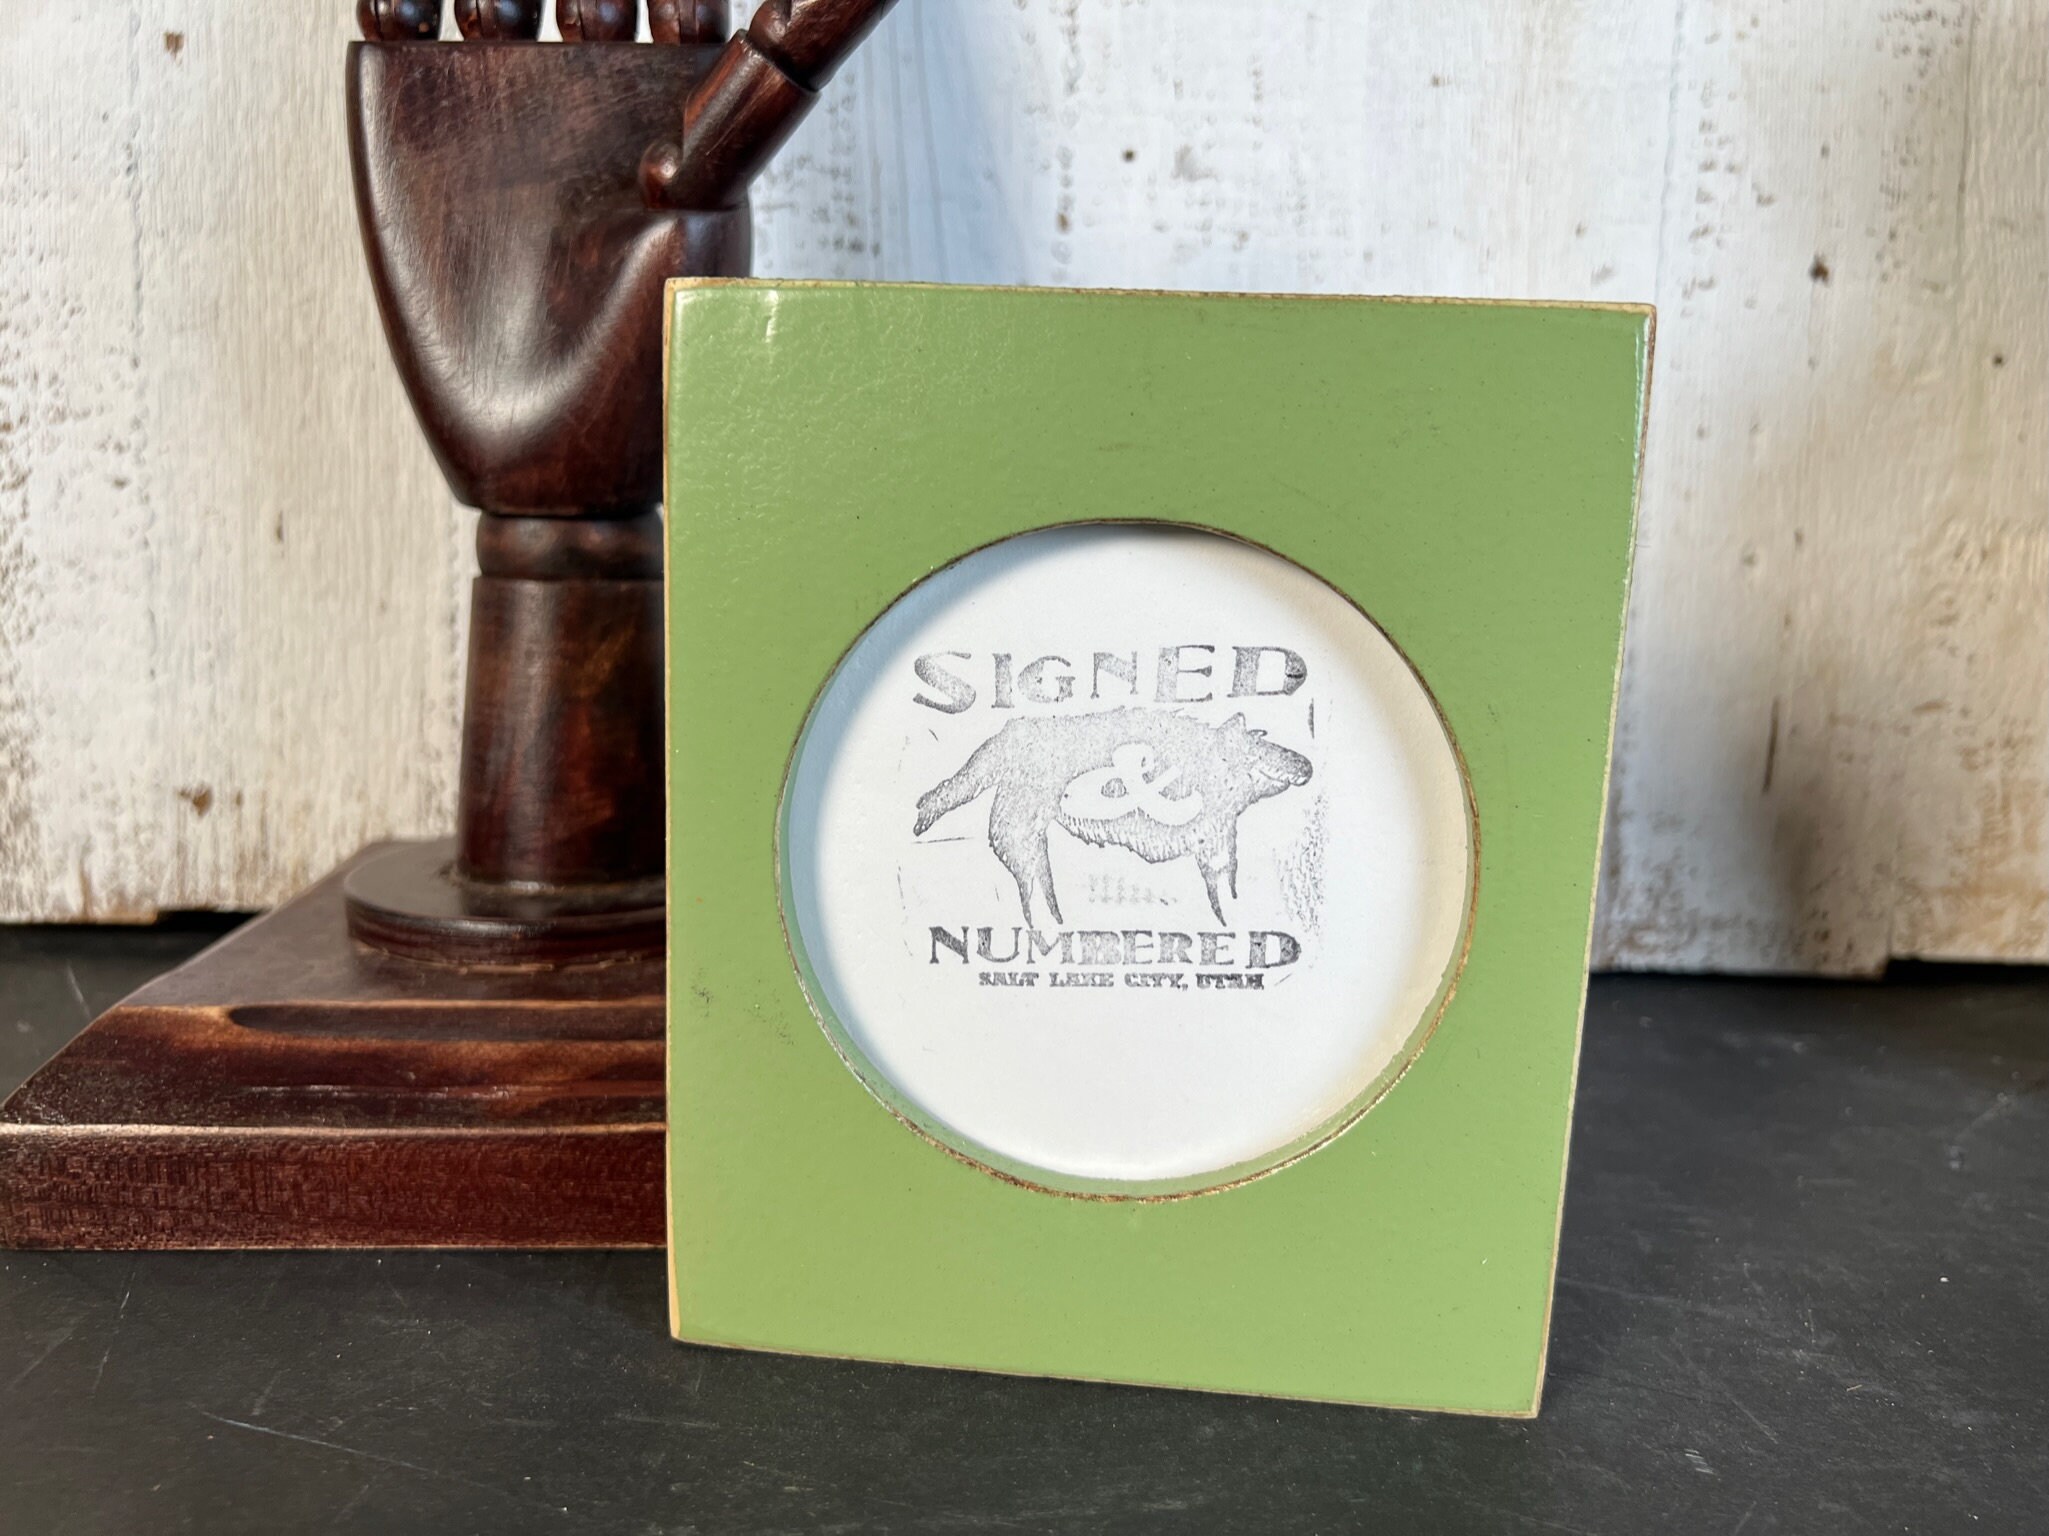 SIGNED
&
NUMBERED
SALT LAKE CITY, UTAH